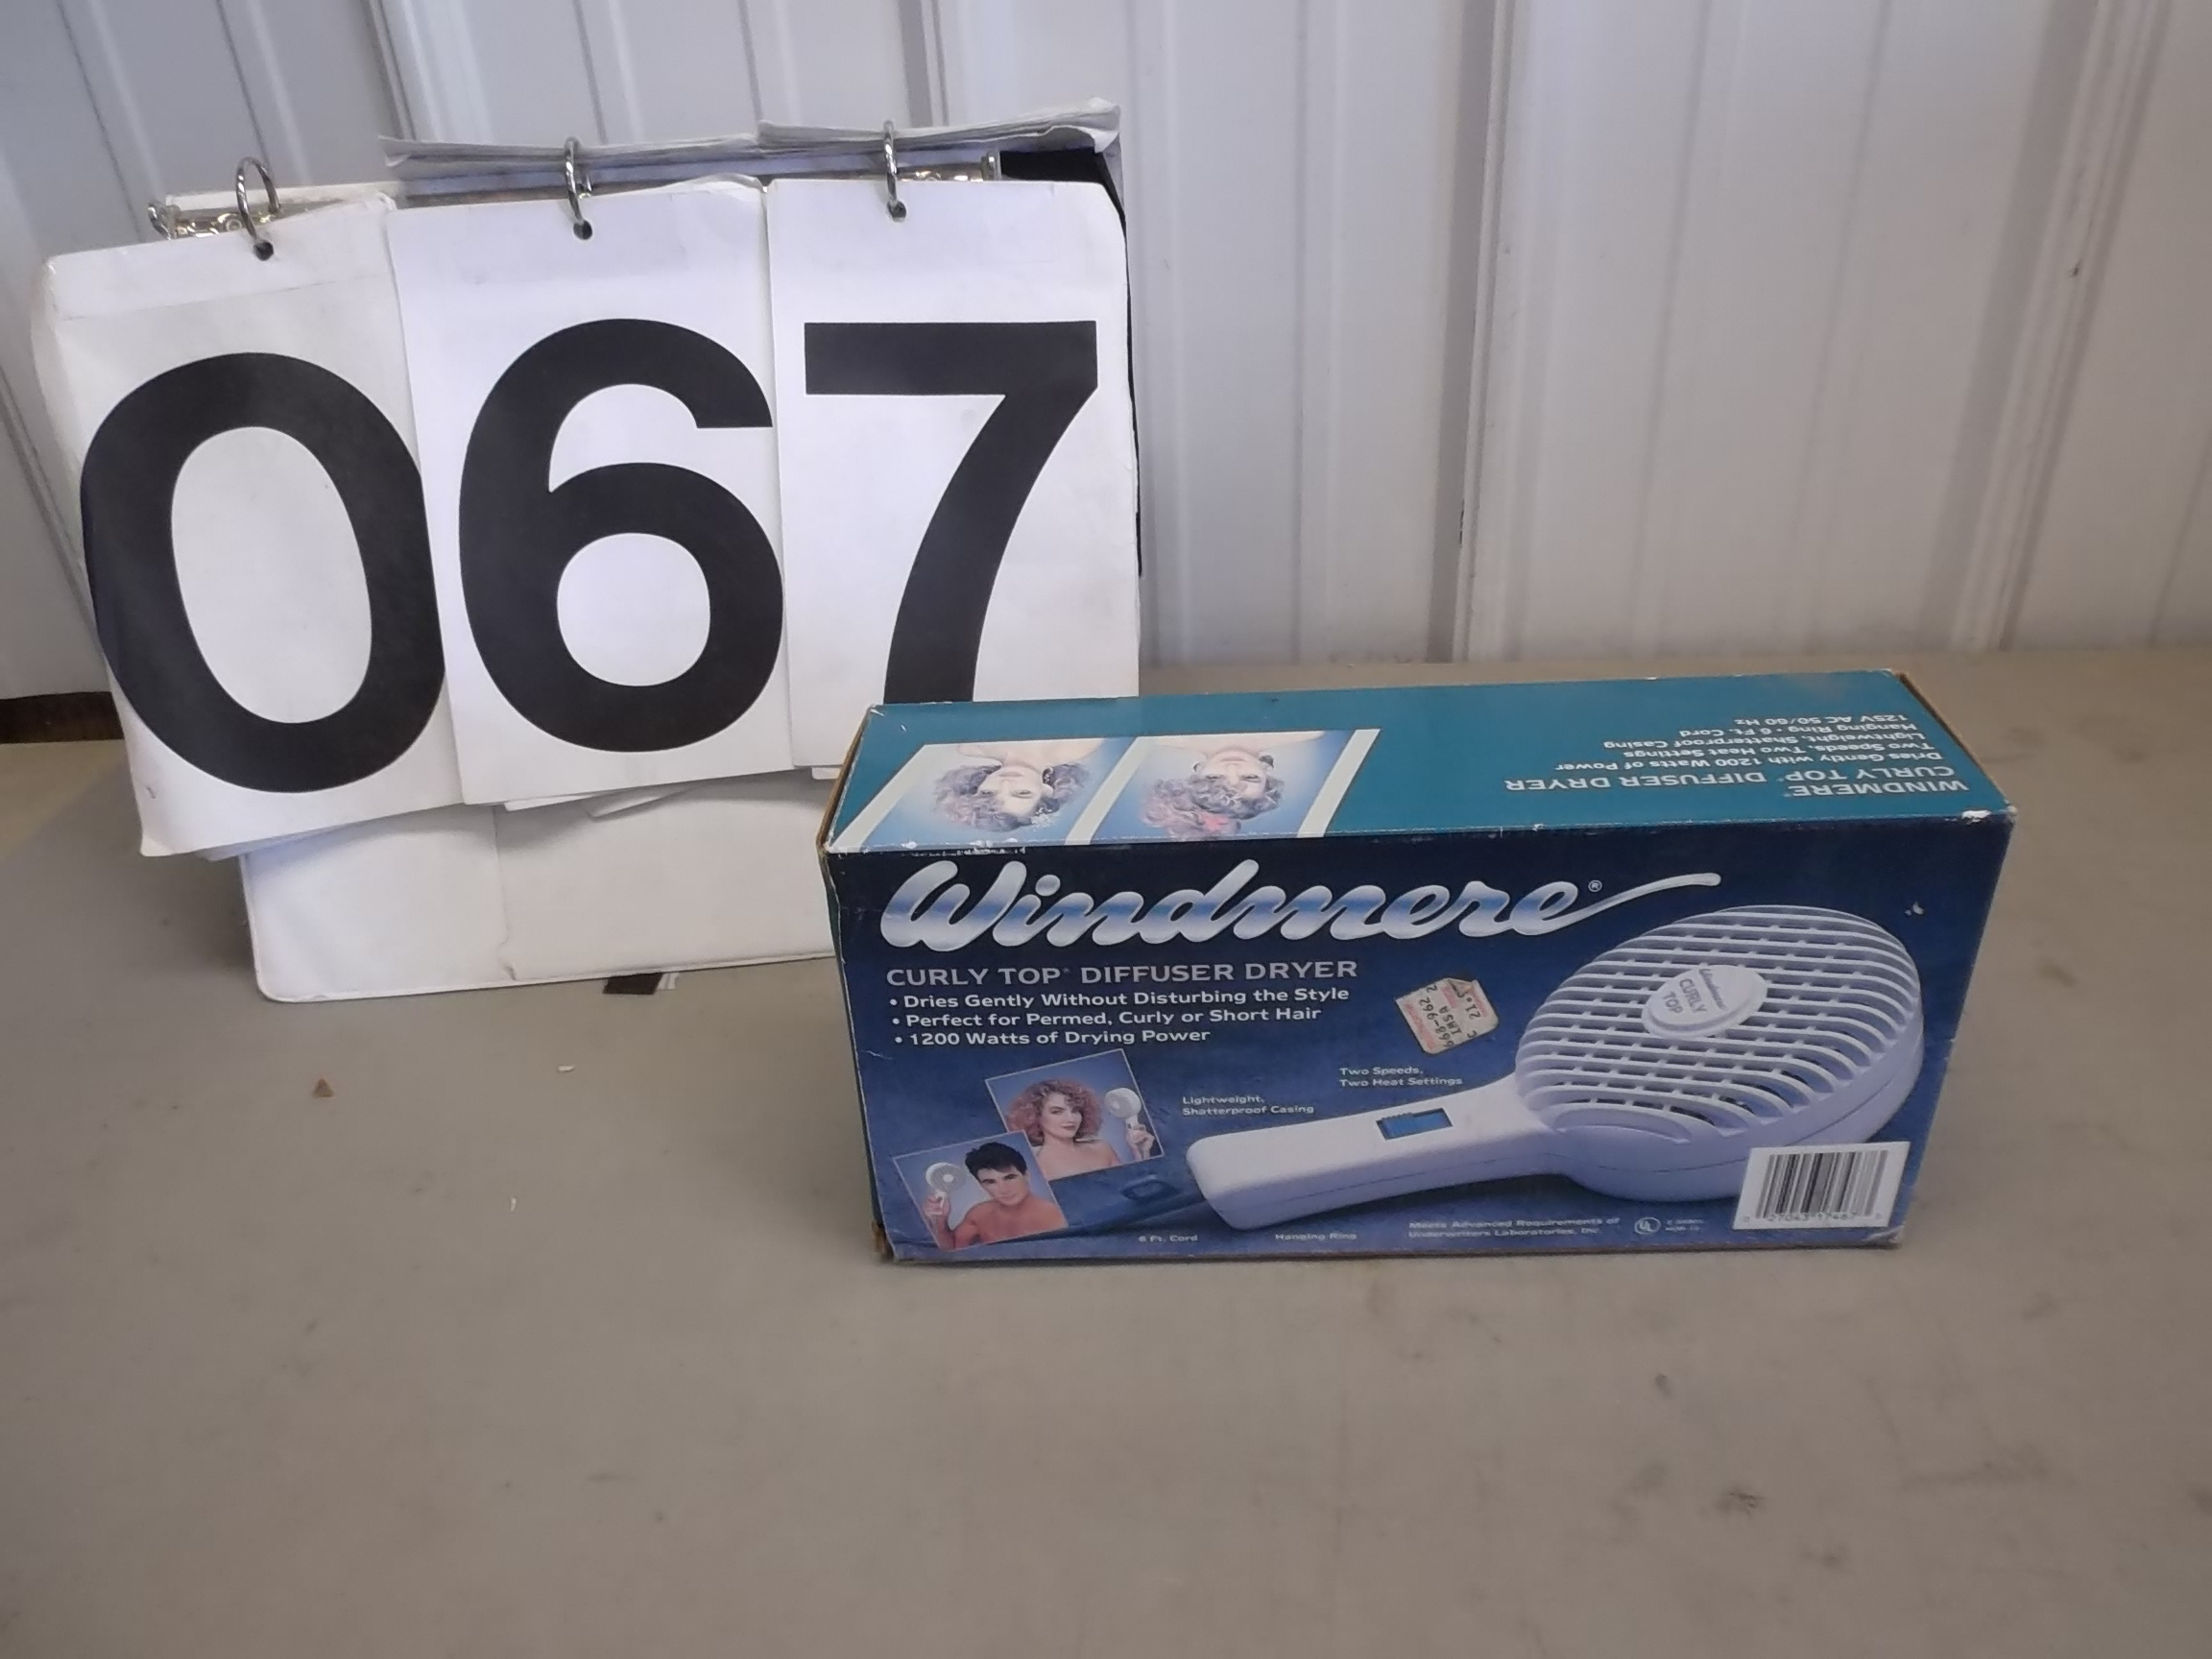 067
WINDMERE®
CURLY TOP® DIFFUSER DRYER
Dries Gently with 1200 Watts of Power
Two Speeds, Two Heat Settings
Lightweight, Shatterproof Casing
Hanging Ring • 6 Ft. Cord
125V AC 50/60 Hz
Windmere®
CURLY TOP® DIFFUSER DRYER
• Dries Gently Without Disturbing the Style
• Perfect for Permed, Curly or Short Hair
• 1200 Watts of Drying Power
Windmere
CURLY
TOP
Two Speeds,
Two Heat Settings
Lightweight,
Shatterproof Casing
6 Ft. Cord
Hanging Ring
Meets Advanced Requirements of
Underwriters Laboratories, Inc.
UL